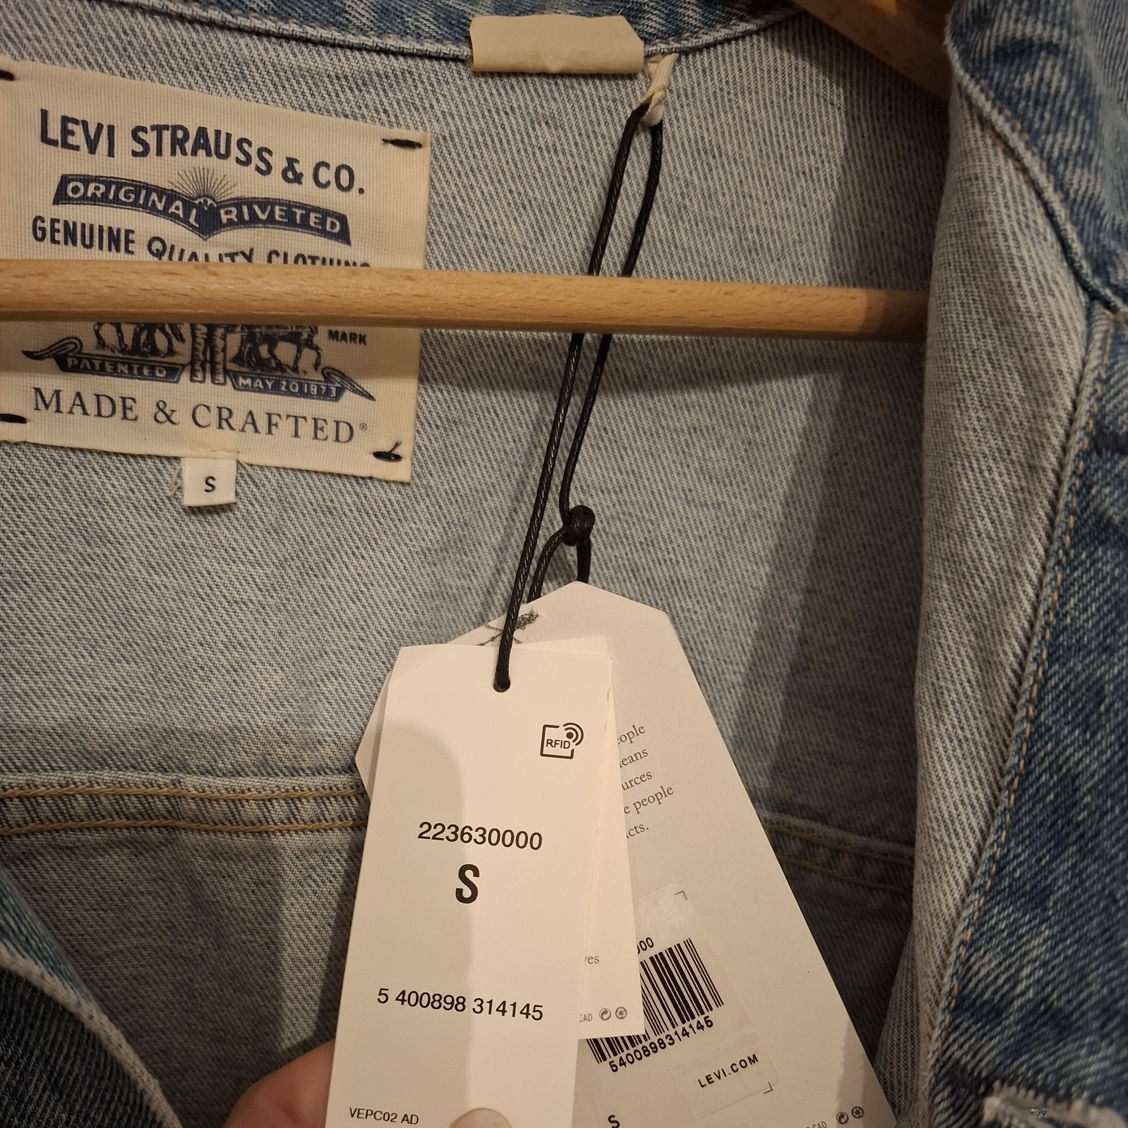 LEVI STRAUSS & CO.
ORIGINAL RIVETED
GENUINE QUALITY CLOTHING
MARK
PATENTED
MAY 20 1873
MADE & CRAFTED®
S
RFID
223630000
S
5 400898 314145
VEPC02 AD
5400898314145
LEVI.COM
S